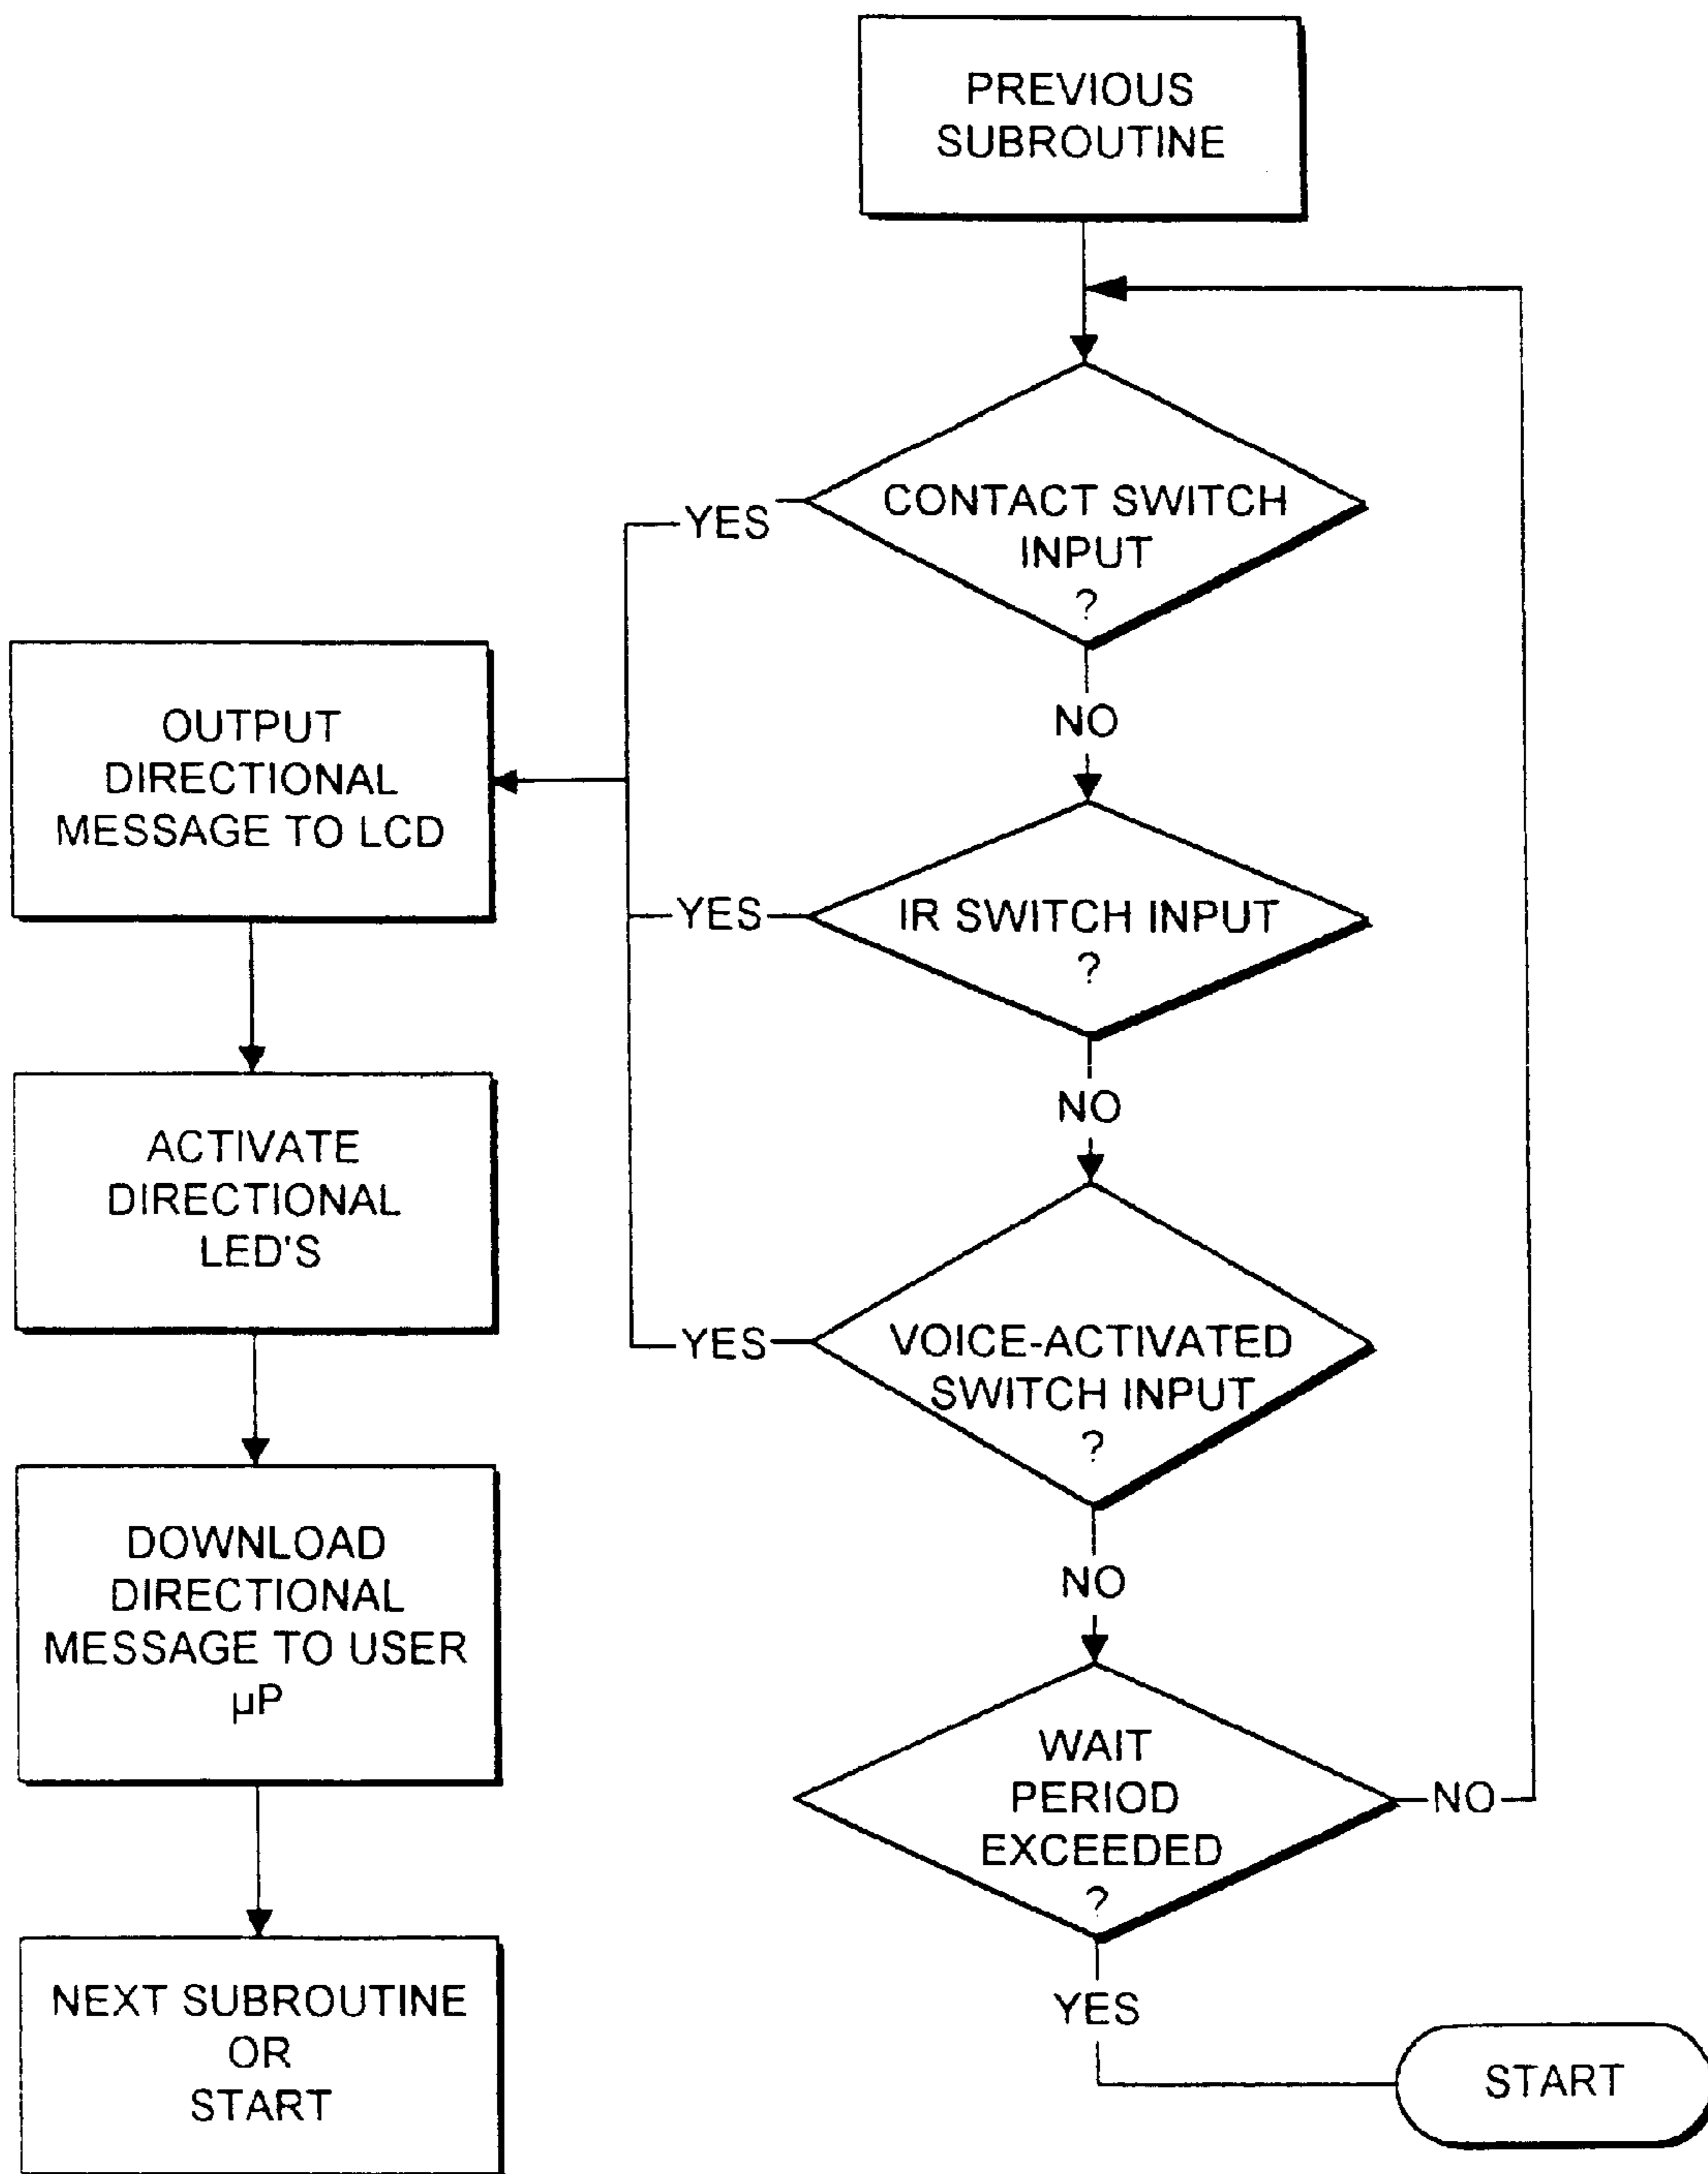 PREVIOUS
SUBROUTINE
CONTACT SWITCH
INPUT
?
YES
NO
OUTPUT
DIRECTIONAL
MESSAGE TO LCD
IR SWITCH INPUT
?
YES
NO
ACTIVATE
DIRECTIONAL
LED'S
VOICE-ACTIVATED
SWITCH INPUT
?
YES
NO
DOWNLOAD
DIRECTIONAL
MESSAGE TO USER
µP
WAIT
PERIOD
EXCEEDED
?
NO
YES
NEXT SUBROUTINE
OR
START
START